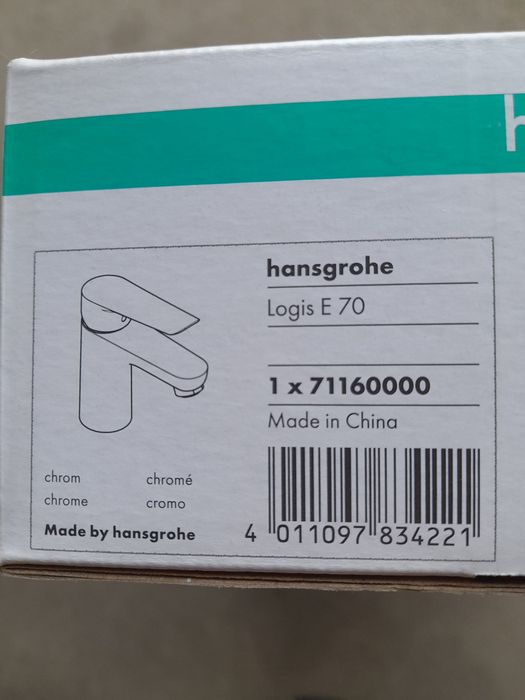 h
hansgrohe
Logis E 70
1 x 71160000
Made in China
chrom chromé
chrome cromo
Made by hansgrohe
4 011097 834221